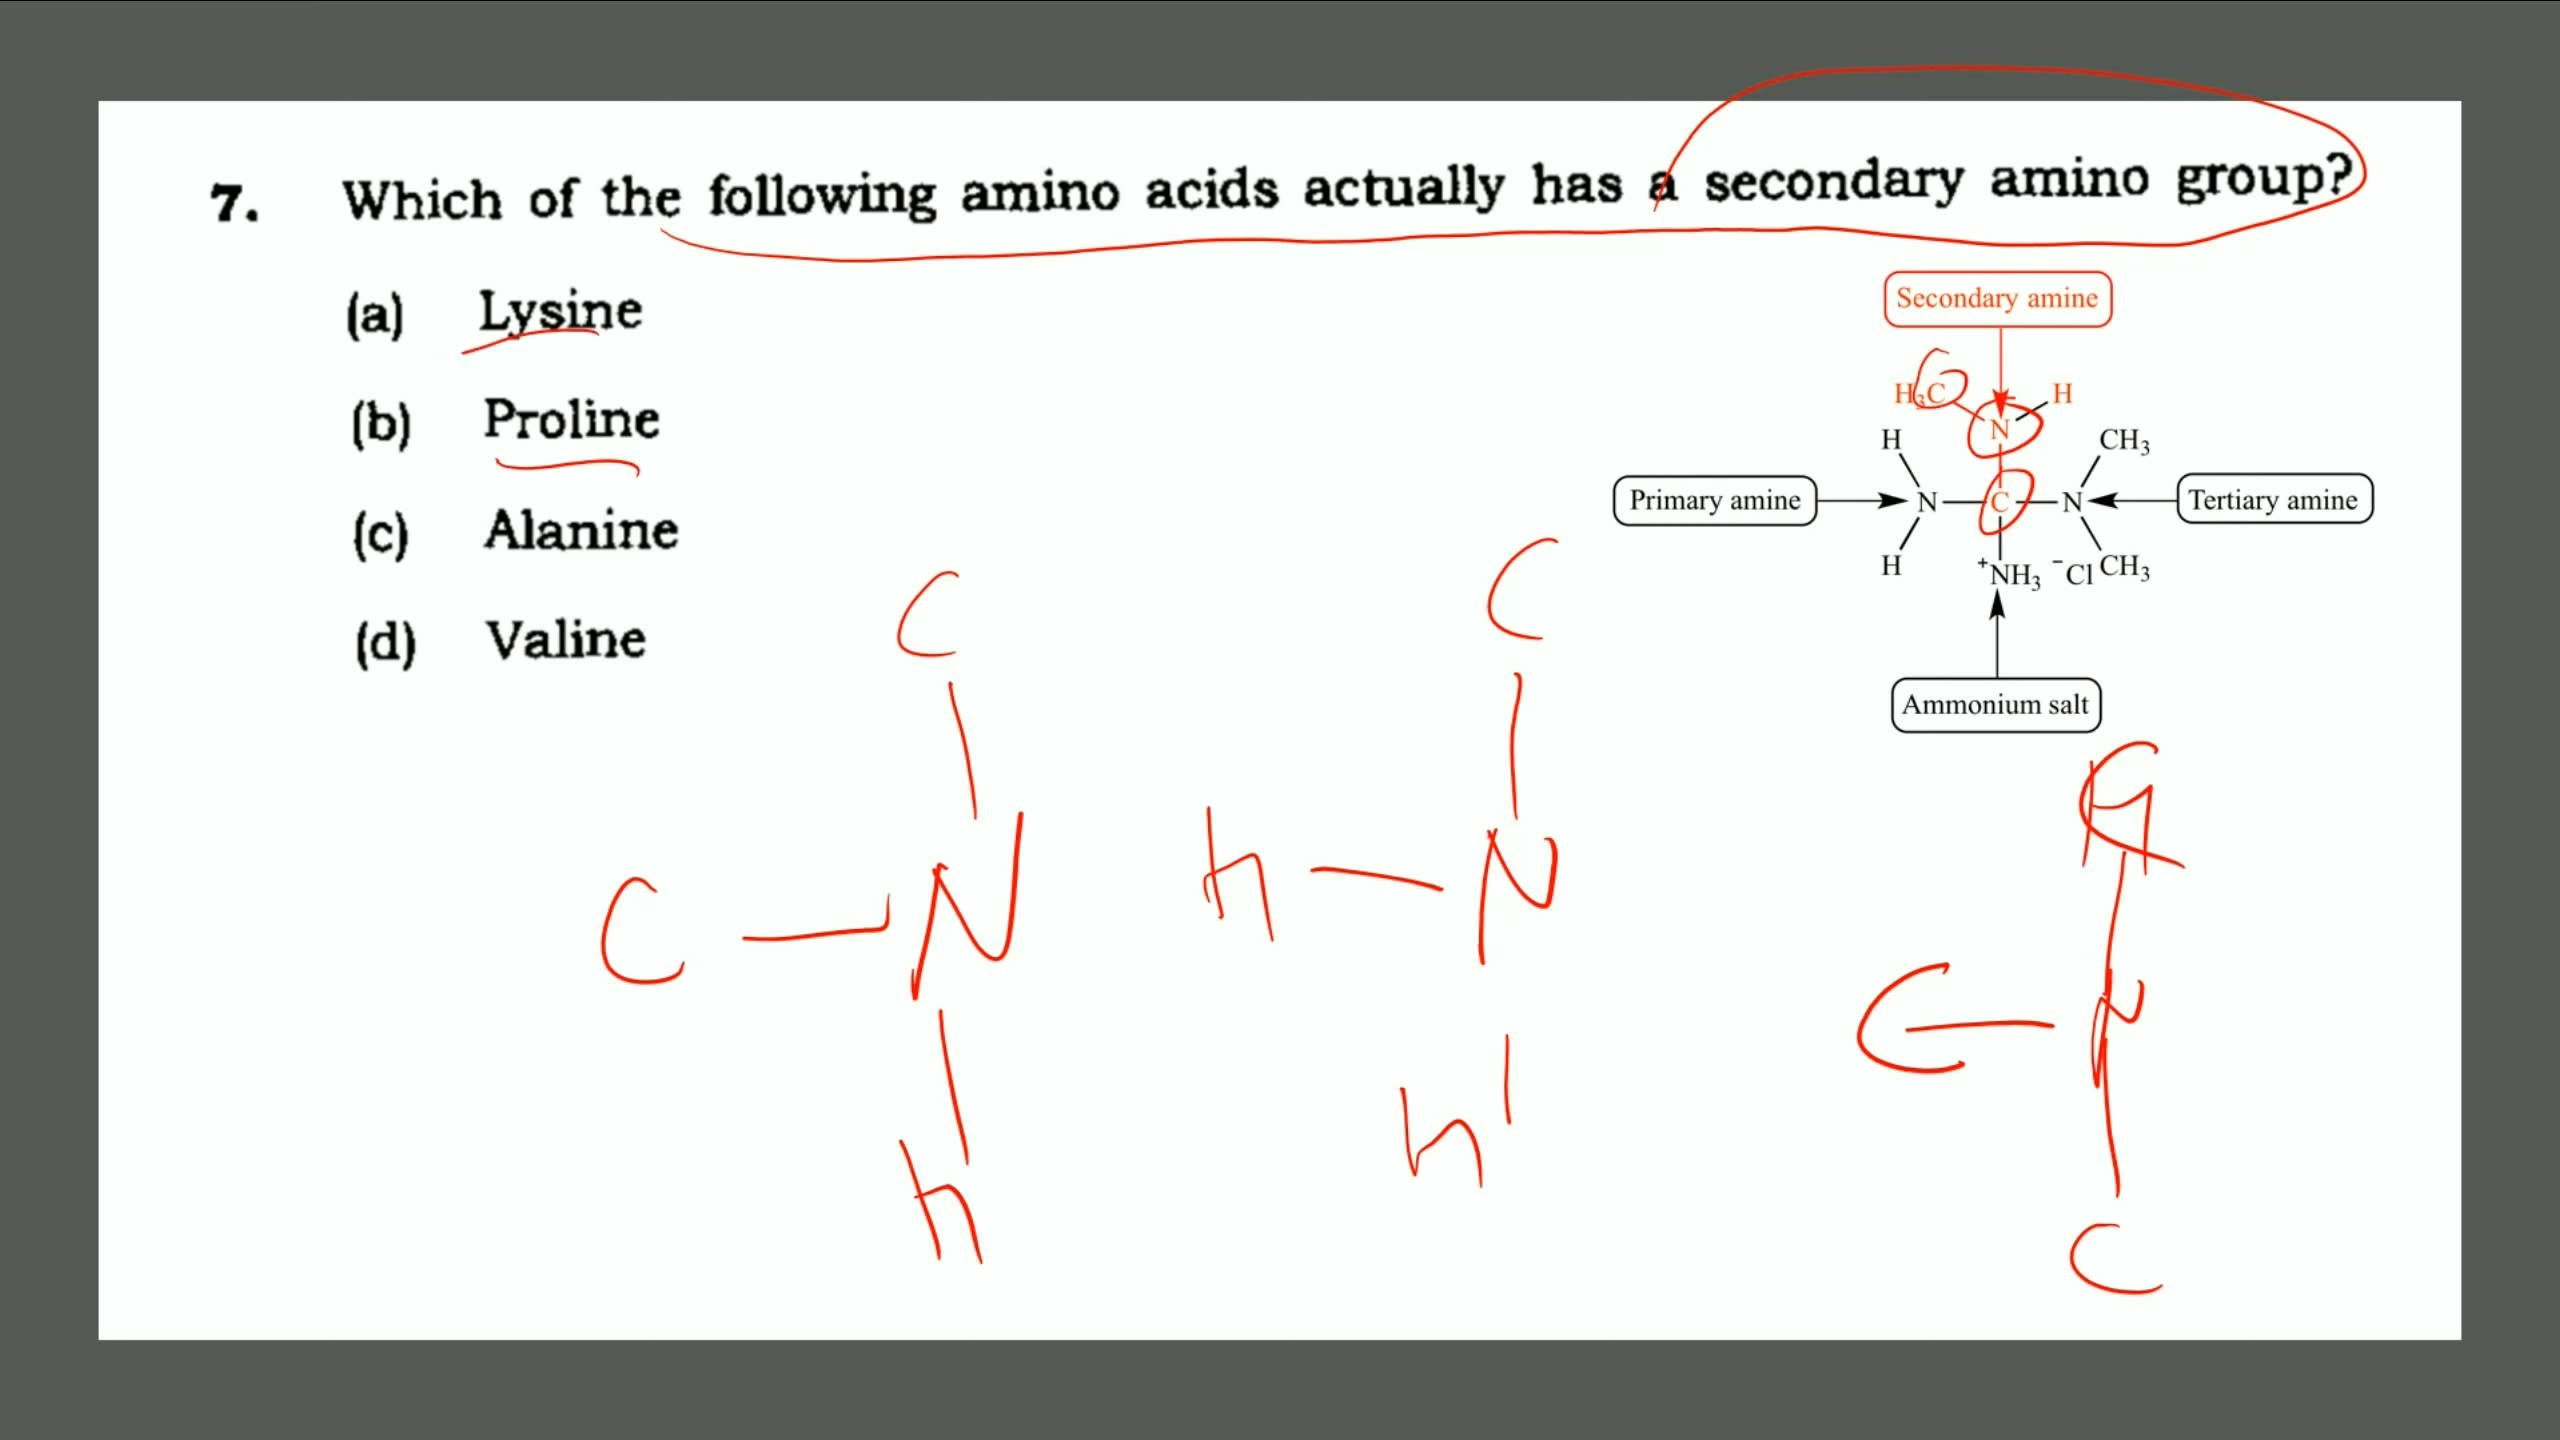 7. Which of the following amino acids actually has a secondary amino group?
(a) Lysine
(b) Proline
(c) Alanine
(d) Valine
Secondary amine
H₃C
H
N
H
CH₃
Primary amine
N
C
N
Tertiary amine
H
⁺NH₃
⁻Cl
CH₃
Ammonium salt
C
C
C
N
h
h
N
h
C
N
C